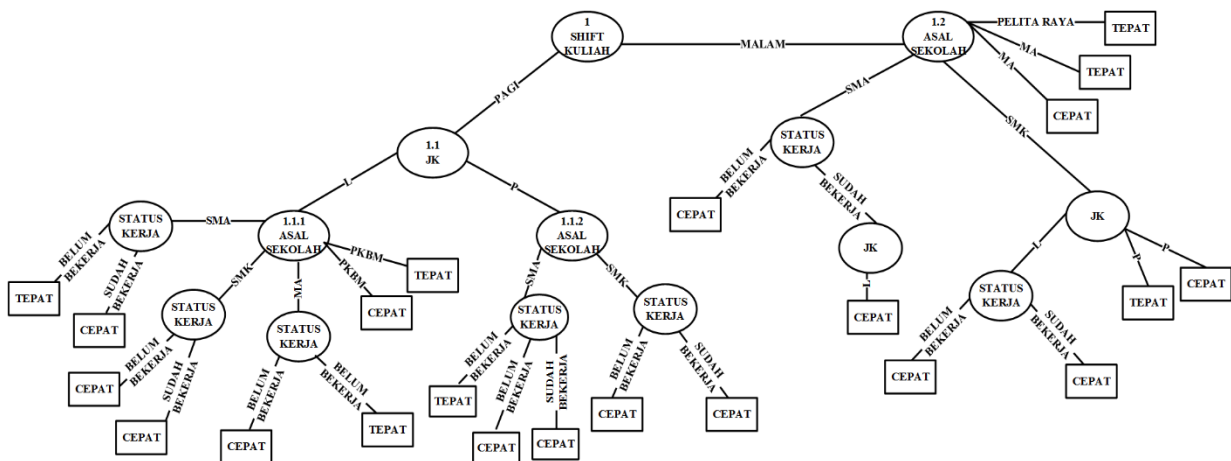 1
SHIFT
KULIAH
MALAM
1.2
ASAL
SEKOLAH
PELITA RAYA
TEPAT
MA
TEPAT
MA
CEPAT
PAGI
SMA
SMK
1.1
JK
STATUS
KERJA
BELUM
BEKERJA
SUDAH
BEKERJA
CEPAT
JK
L
CEPAT
JK
L
P
P
TEPAT
CEPAT
STATUS
KERJA
BELUM
BEKERJA
SUDAH
BEKERJA
CEPAT
CEPAT
L
P
1.1.1
ASAL
SEKOLAH
SMA
STATUS
KERJA
BELUM
BEKERJA
SUDAH
BEKERJA
TEPAT
CEPAT
SMK
STATUS
KERJA
BELUM
BEKERJA
SUDAH
BEKERJA
CEPAT
CEPAT
MA
STATUS
KERJA
BELUM
BEKERJA
BELUM
BEKERJA
CEPAT
TEPAT
PKBM
TEPAT
PKBM
CEPAT
1.1.2
ASAL
SEKOLAH
SMA
STATUS
KERJA
BELUM
BEKERJA
BELUM
BEKERJA
SUDAH
BEKERJA
TEPAT
CEPAT
CEPAT
SMK
STATUS
KERJA
BELUM
BEKERJA
SUDAH
BEKERJA
CEPAT
CEPAT